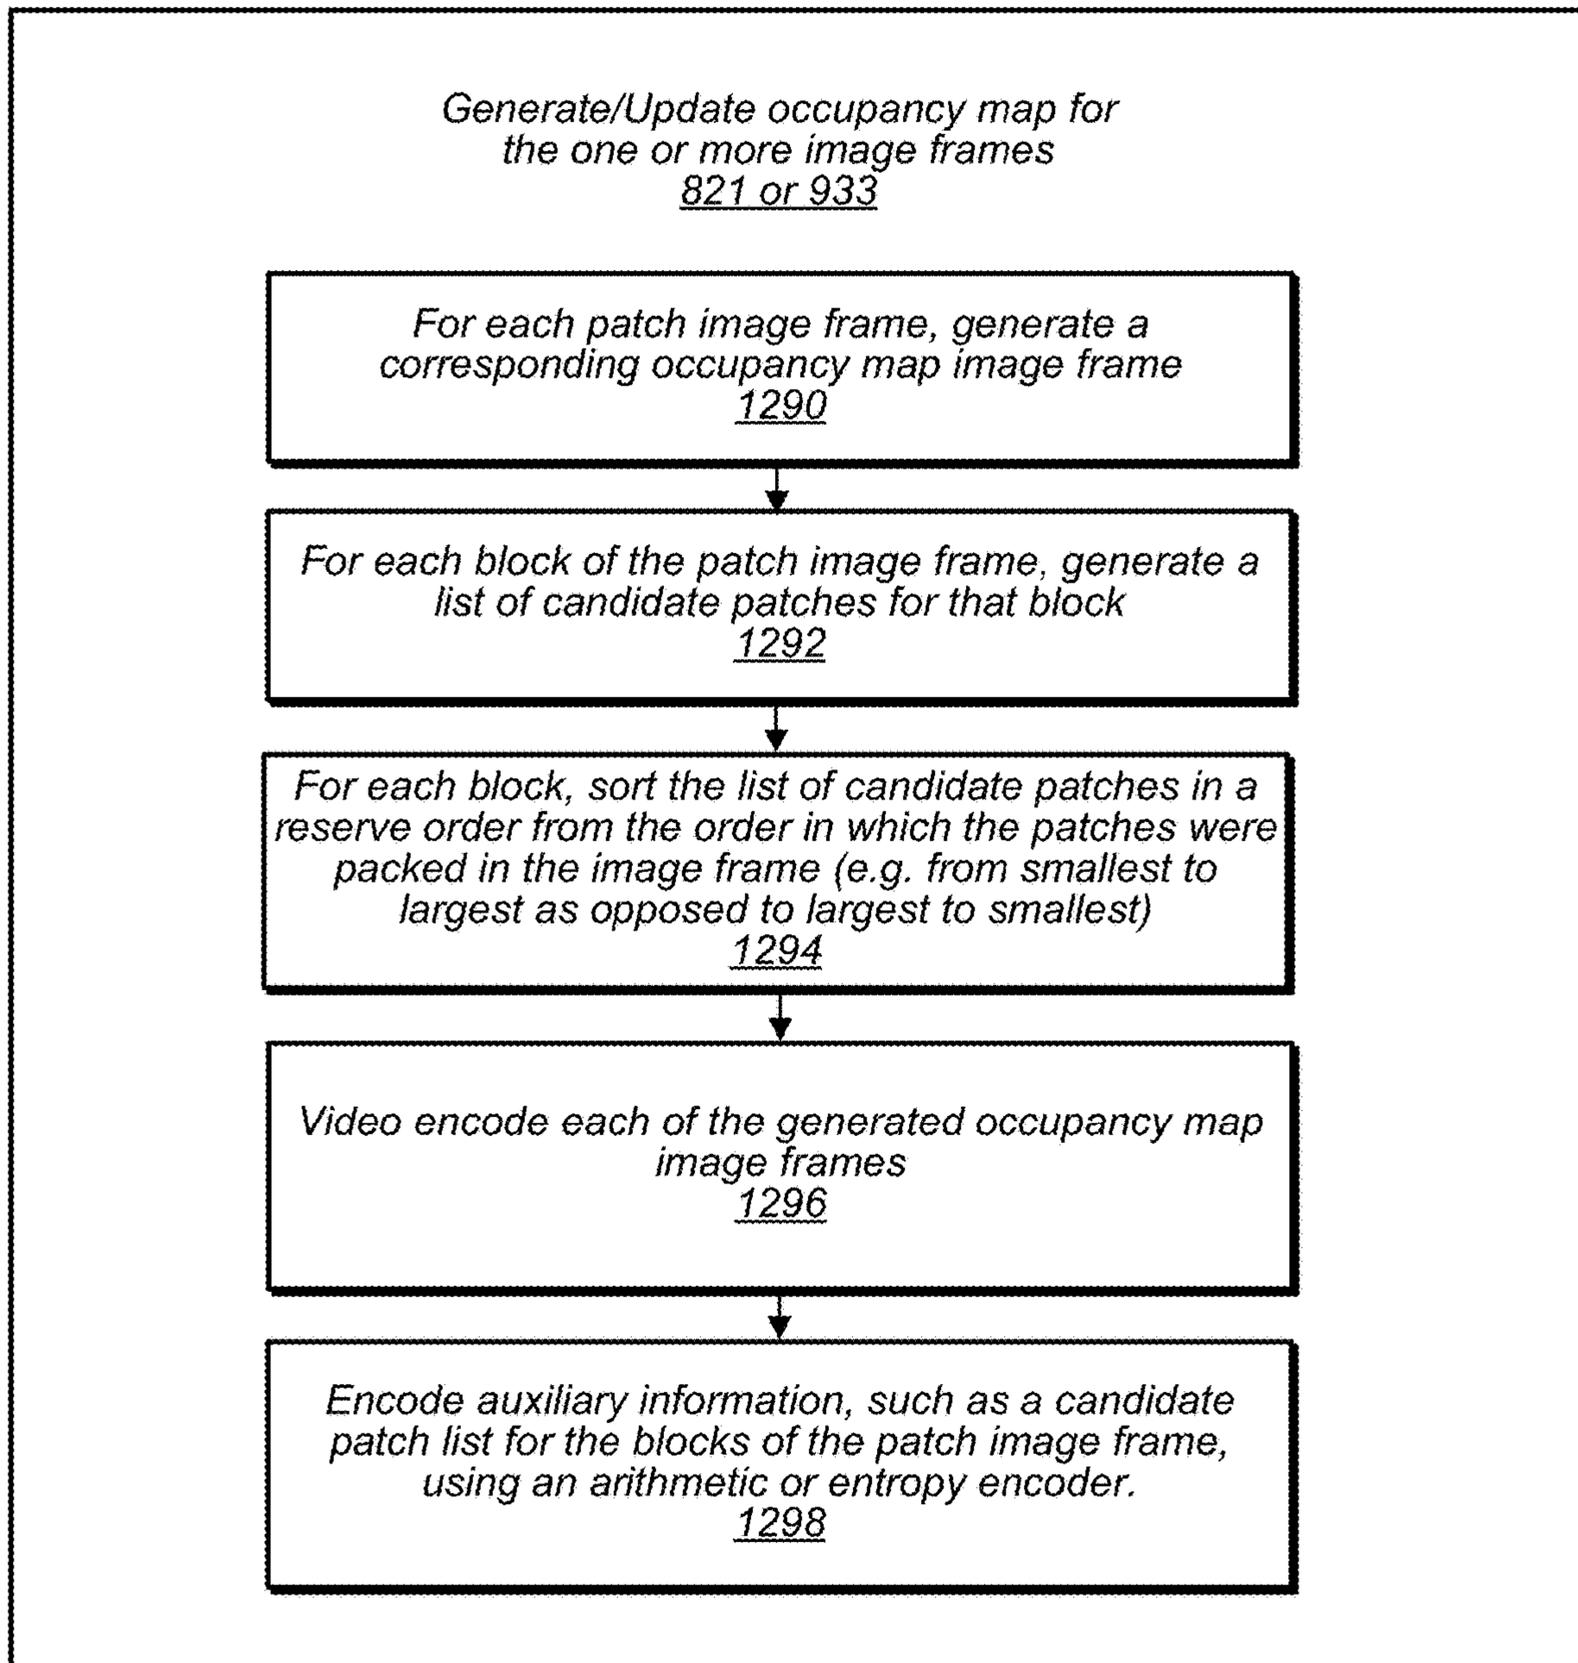 Generate/Update occupancy map for
the one or more image frames
821 or 933
For each patch image frame, generate a
corresponding occupancy map image frame
1290
For each block of the patch image frame, generate a
list of candidate patches for that block
1292
For each block, sort the list of candidate patches in a
reserve order from the order in which the patches were
packed in the image frame (e.g. from smallest to
largest as opposed to largest to smallest)
1294
Video encode each of the generated occupancy map
image frames
1296
Encode auxiliary information, such as a candidate
patch list for the blocks of the patch image frame,
using an arithmetic or entropy encoder.
1298